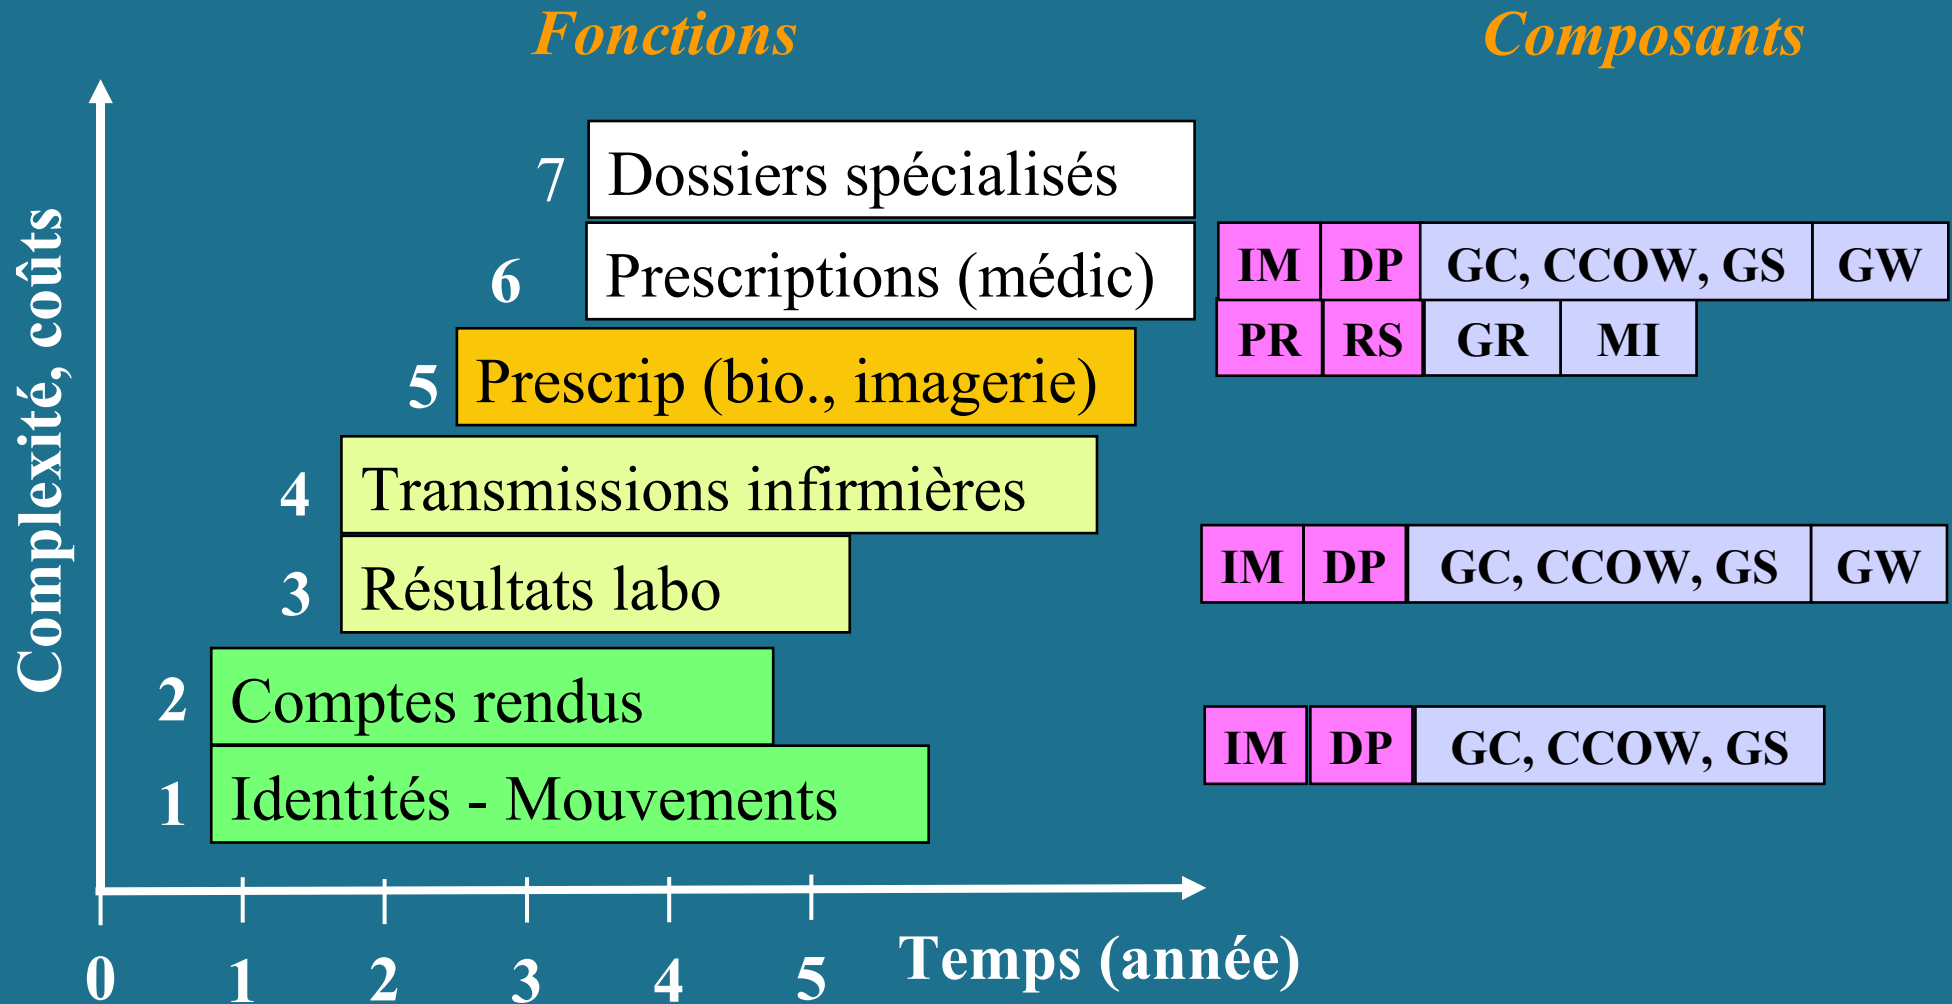 Fonctions
Composants
Complexité, coûts
7 Dossiers spécialisés
6 Prescriptions (médic)
IM DP GC, CCOW, GS GW
PR RS GR MI
5 Prescrip (bio., imagerie)
4 Transmissions infirmières
3 Résultats labo
IM DP GC, CCOW, GS GW
2 Comptes rendus
IM DP GC, CCOW, GS
1 Identités - Mouvements
0 1 2 3 4 5 Temps (année)